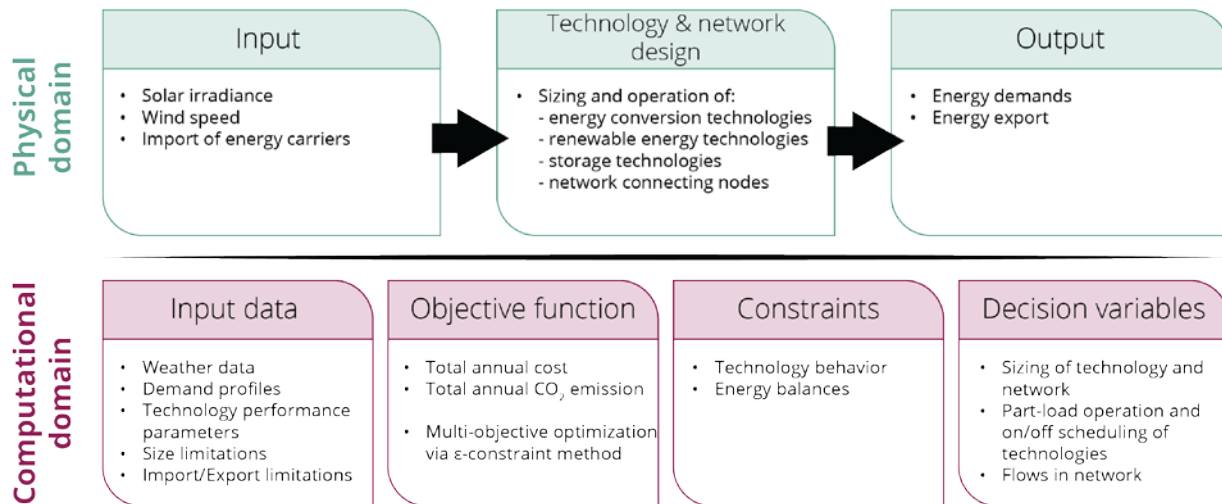 Physical
domain
Input
• Solar irradiance
• Wind speed
• Import of energy carriers
Technology & network
design
• Sizing and operation of:
- energy conversion technologies
- renewable energy technologies
- storage technologies
- network connecting nodes
Output
• Energy demands
• Energy export
Computational
domain
Input data
• Weather data
• Demand profiles
• Technology performance
parameters
• Size limitations
• Import/Export limitations
Objective function
• Total annual cost
• Total annual CO₂ emission
• Multi-objective optimization
via ε-constraint method
Constraints
• Technology behavior
• Energy balances
Decision variables
• Sizing of technology and
network
• Part-load operation and
on/off scheduling of
technologies
• Flows in network